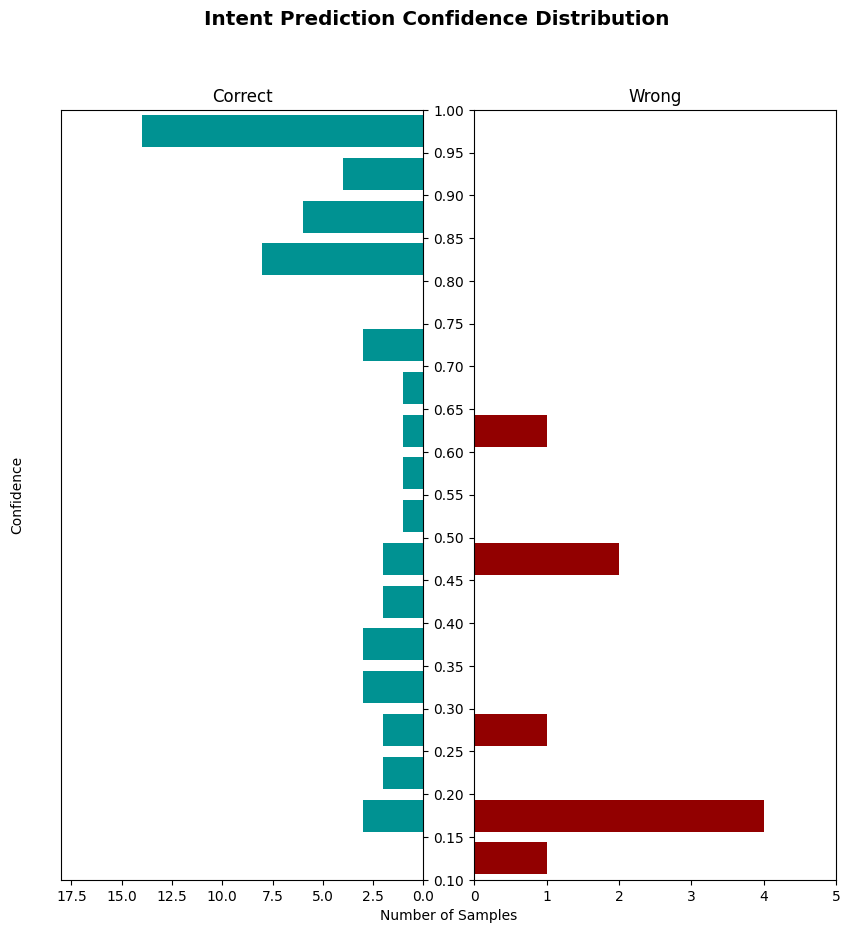 Intent Prediction Confidence Distribution
Correct
Wrong
1.00
0.95
0.90
0.85
0.80
0.75
0.70
0.65
0.60
0.55
0.50
0.45
0.40
0.35
0.30
0.25
0.20
0.15
0.10
Confidence
17.5 15.0 12.5 10.0 7.5 5.0 2.5 0.0
0 1 2 3 4 5
Number of Samples